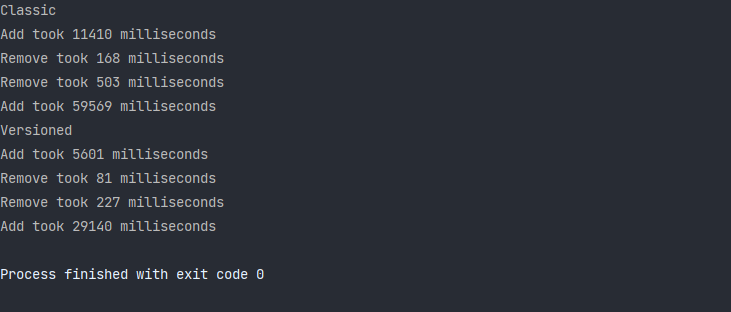 Classic
Add took 11410 milliseconds
Remove took 168 milliseconds
Remove took 503 milliseconds
Add took 59569 milliseconds
Versioned
Add took 5601 milliseconds
Remove took 81 milliseconds
Remove took 227 milliseconds
Add took 29140 milliseconds
Process finished with exit code 0